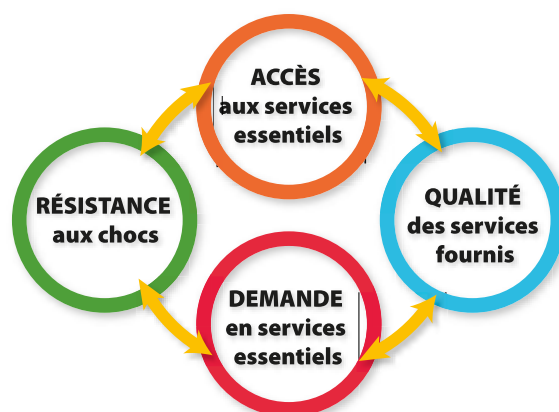 ACCÈS
aux services
essentiels
RÉSISTANCE
aux chocs
QUALITÉ
des services
fournis
DEMANDE
en services
essentiels